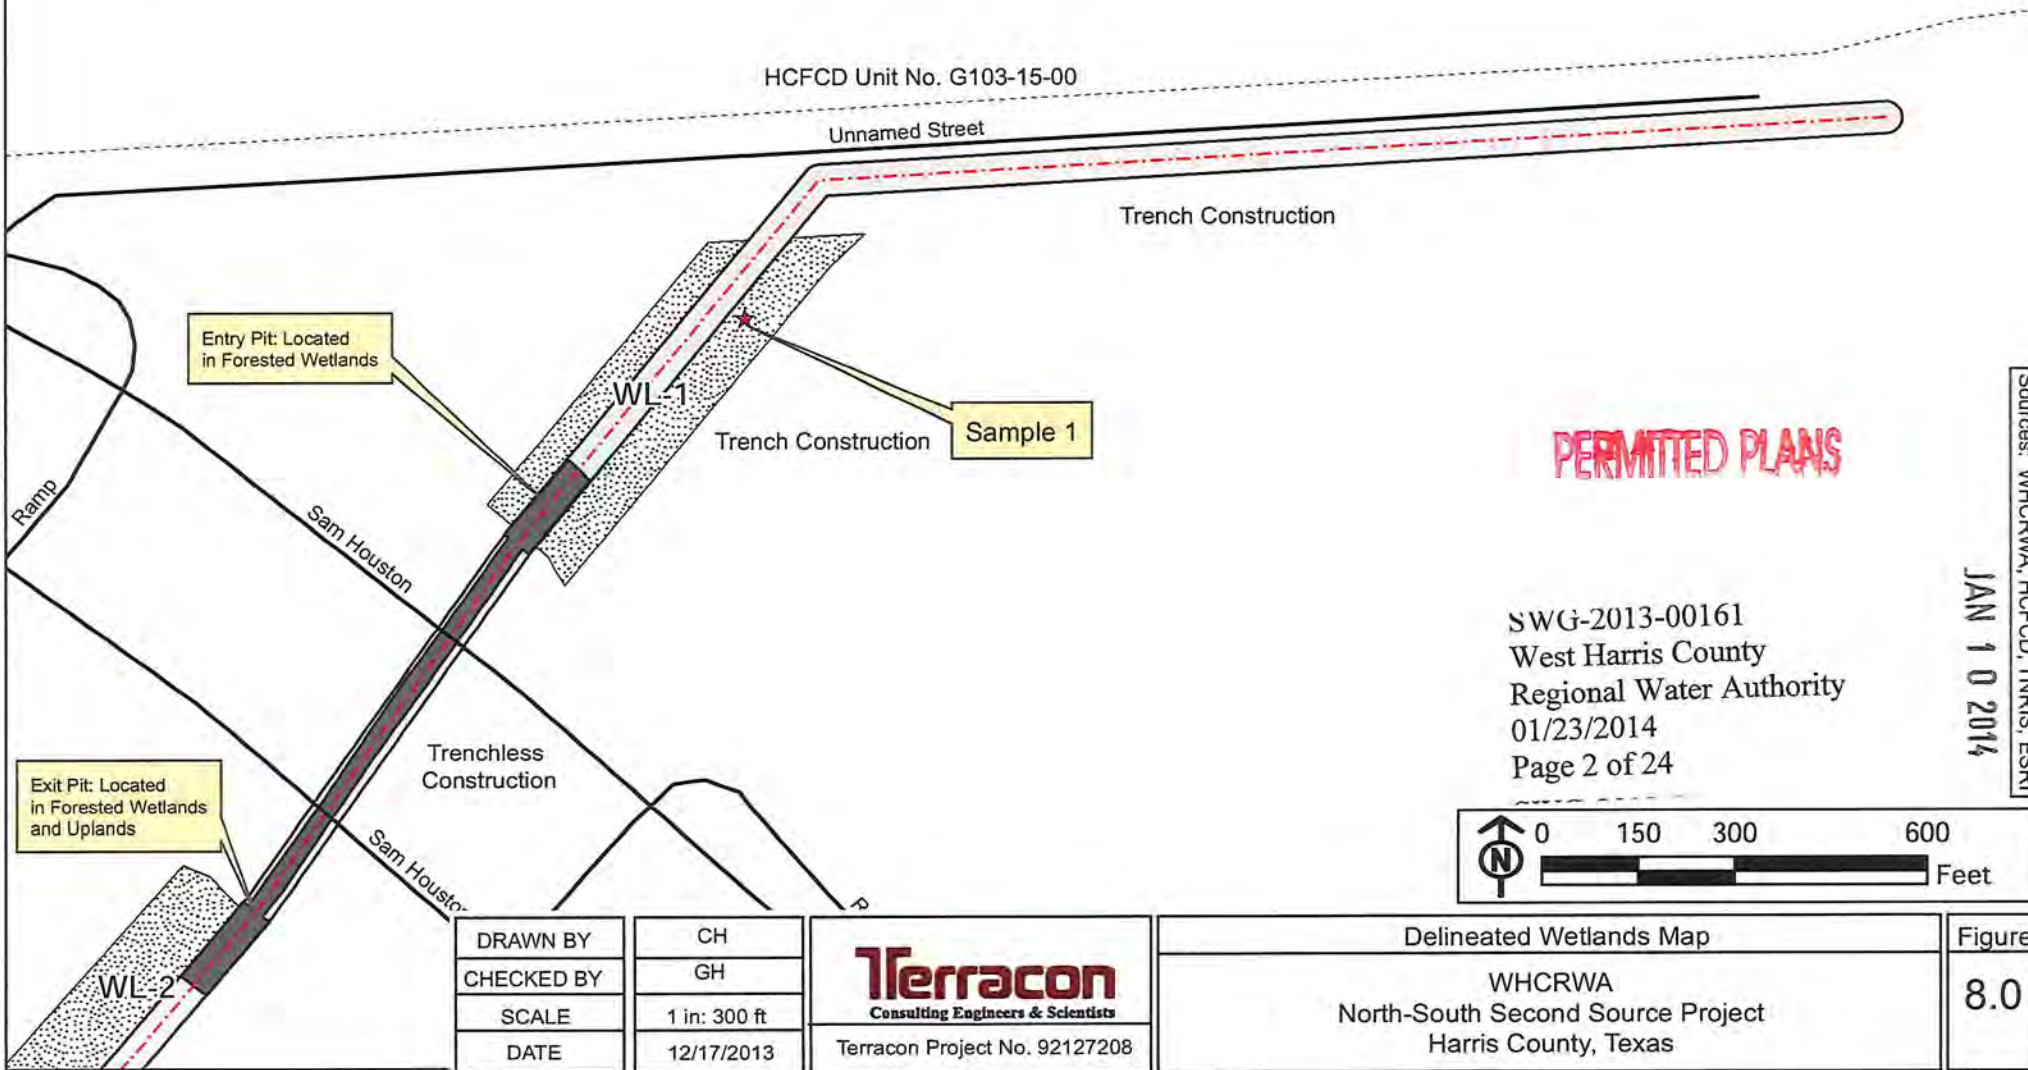 HCFCD Unit No. G103-15-00
Unnamed Street
Trench Construction
Entry Pit: Located
in Forested Wetlands
WL-1
Trench Construction
Sample 1
Ramp
Sam Houston
PERMITTED PLANS
Sources: WHCRWA, HCFCD, TNRIS, ESRI
JAN 10 2014
SWG-2013-00161
West Harris County
Regional Water Authority
01/23/2014
Page 2 of 24
Trenchless
Construction
Exit Pit: Located
in Forested Wetlands
and Uplands
Sam Houston
WL-2
N
0 150 300 600
Feet
DRAWN BY CH
CHECKED BY GH
SCALE 1 in: 300 ft
DATE 12/17/2013
Terracon
Consulting Engineers & Scientists
Terracon Project No. 92127208
Delineated Wetlands Map
WHCRWA
North-South Second Source Project
Harris County, Texas
Figure
8.0